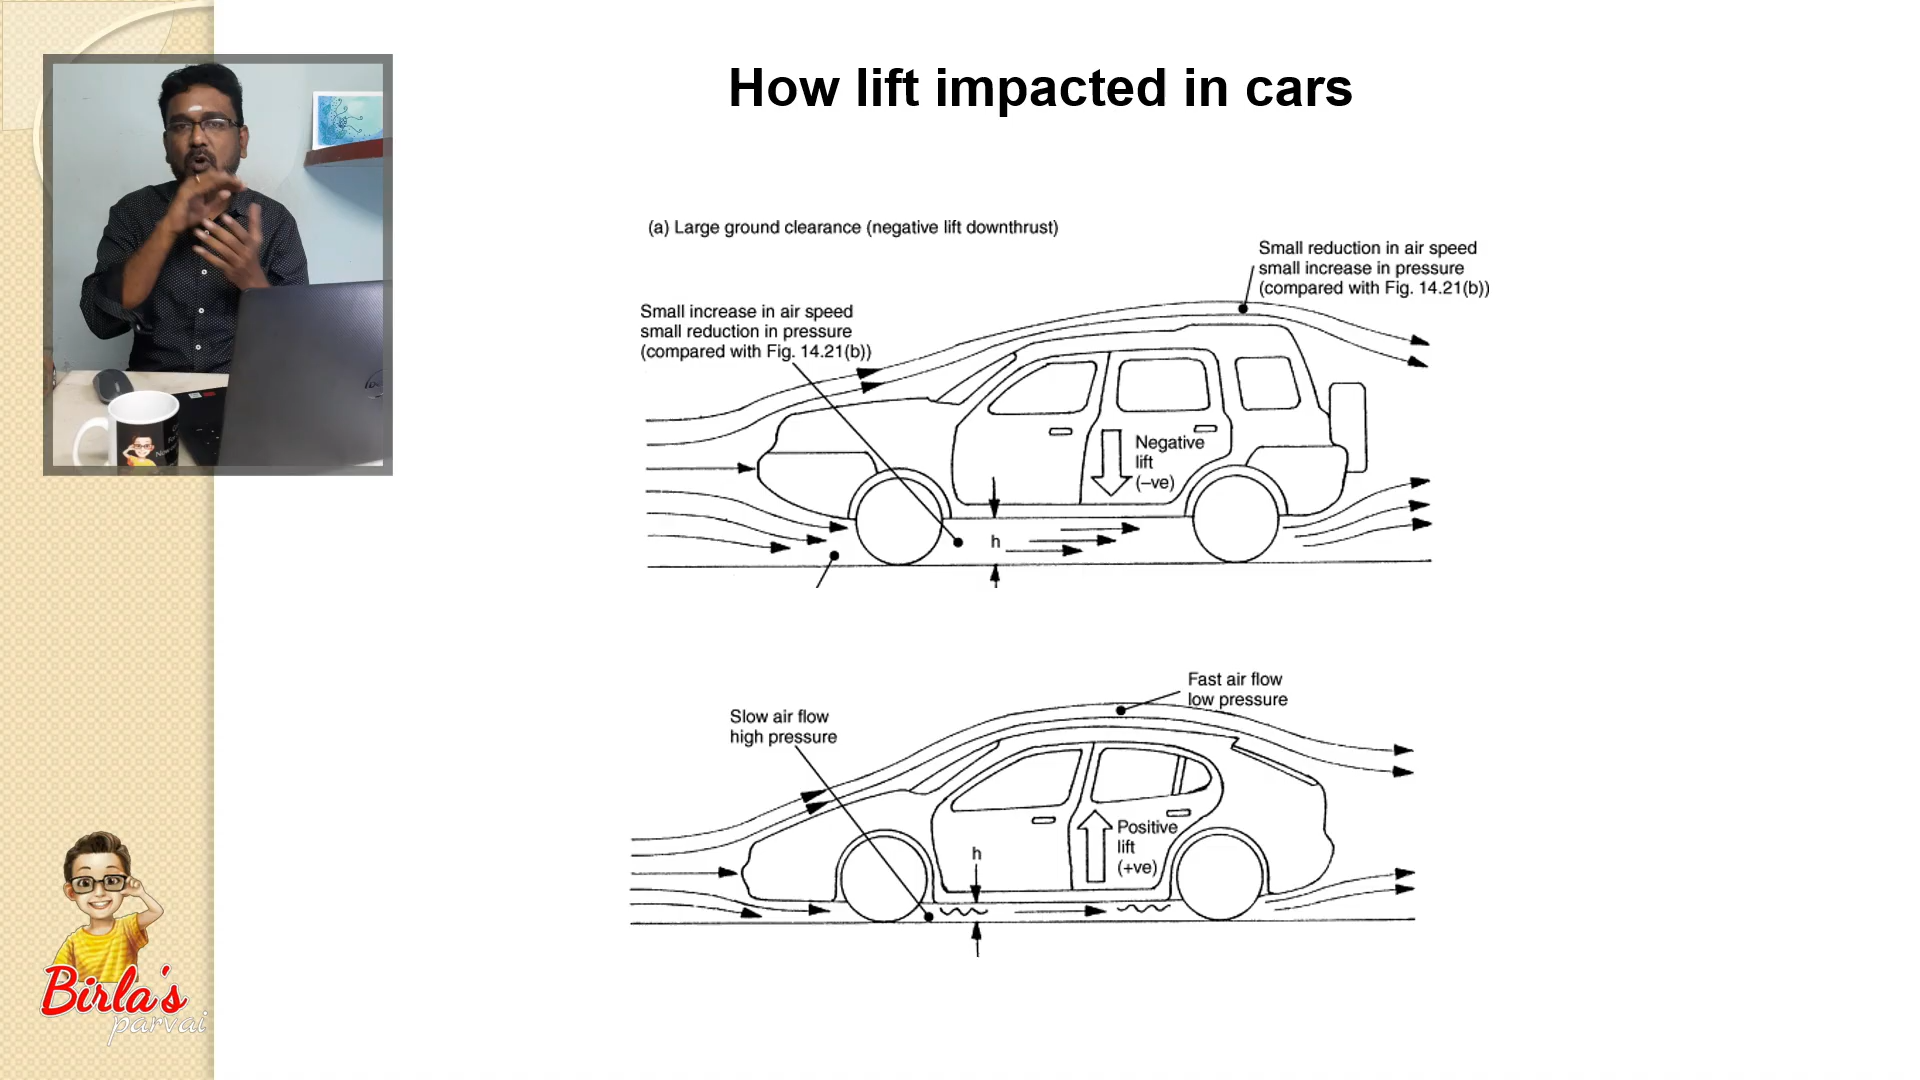 How lift impacted in cars
(a) Large ground clearance (negative lift downthrust)
Small reduction in air speed
small increase in pressure
(compared with Fig. 14.21(b))
Small increase in air speed
small reduction in pressure
(compared with Fig. 14.21(b))
Negative
lift
(–ve)
h
Fast air flow
low pressure
Slow air flow
high pressure
Positive
lift
(+ve)
h
Birla's
parvai